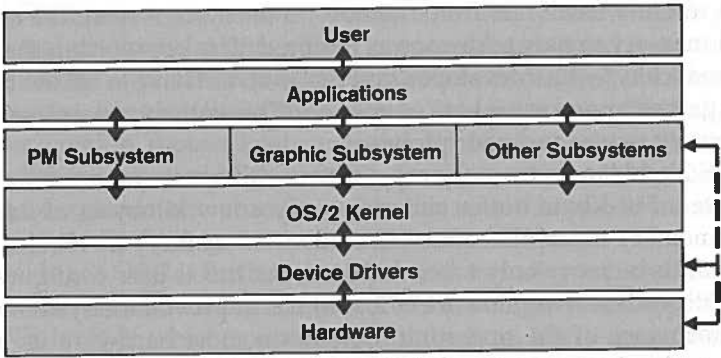 User
Applications
PM Subsystem Graphic Subsystem Other Subsystems
OS/2 Kernel
Device Drivers
Hardware